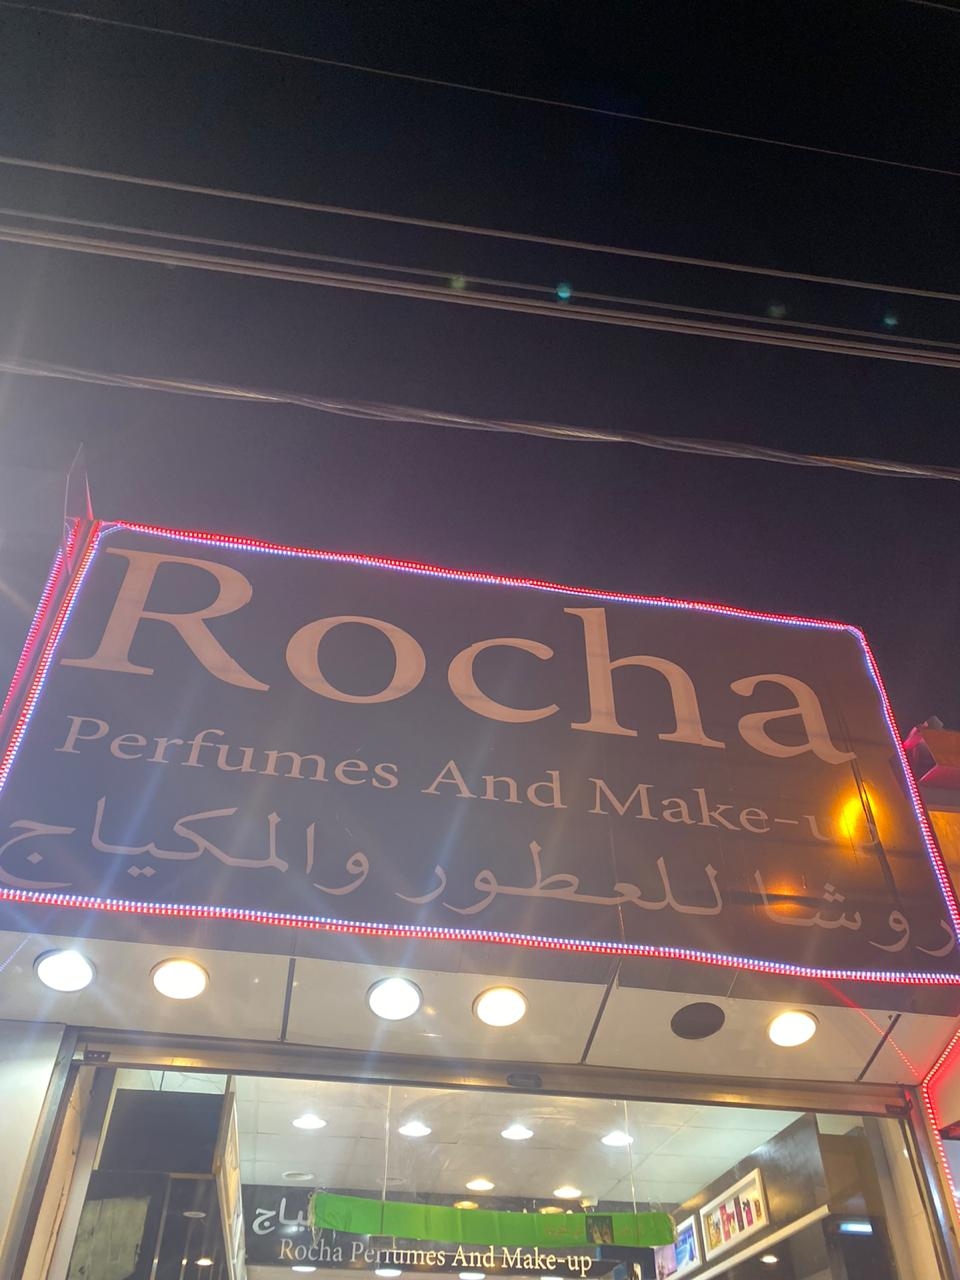 Rocha
Perfumes And Make-up
روشا للعطور والمكياج
Rocha Perfumes And Make-up